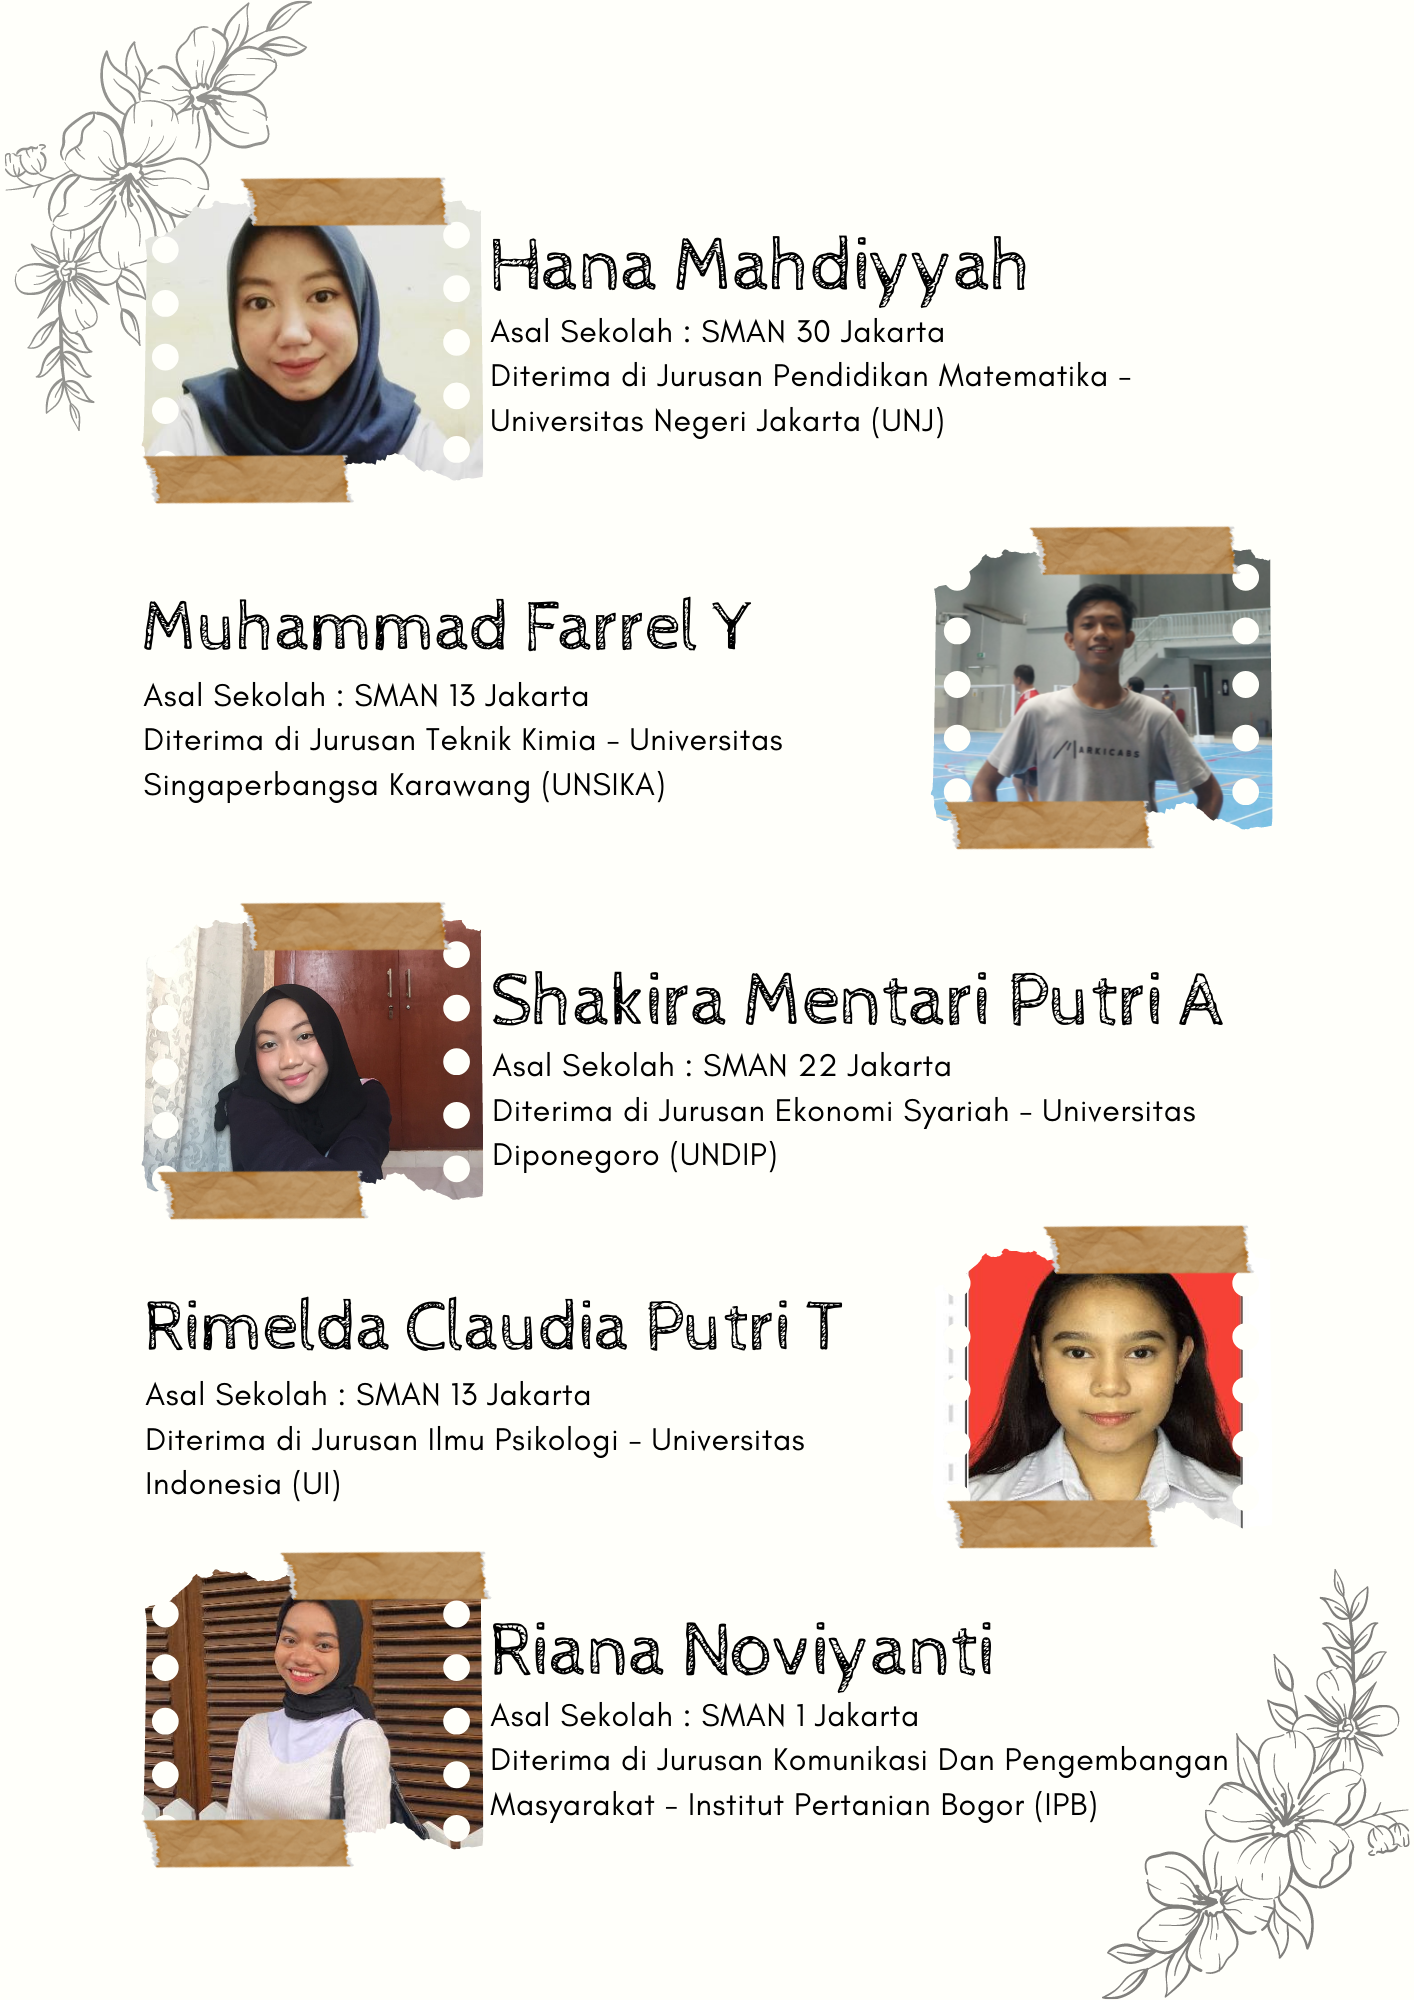 Hana Mahdiyyah
Asal Sekolah : SMAN 30 Jakarta
Diterima di Jurusan Pendidikan Matematika -
Universitas Negeri Jakarta (UNJ)
Muhammad Farrel Y
Asal Sekolah : SMAN 13 Jakarta
Diterima di Jurusan Teknik Kimia - Universitas
Singaperbangsa Karawang (UNSIKA)
MARKICABS
Shakira Mentari Putri A
Asal Sekolah : SMAN 22 Jakarta
Diterima di Jurusan Ekonomi Syariah - Universitas
Diponegoro (UNDIP)
Rimelda Claudia Putri T
Asal Sekolah : SMAN 13 Jakarta
Diterima di Jurusan Ilmu Psikologi - Universitas
Indonesia (UI)
Riana Noviyanti
Asal Sekolah : SMAN 1 Jakarta
Diterima di Jurusan Komunikasi Dan Pengembangan
Masyarakat - Institut Pertanian Bogor (IPB)